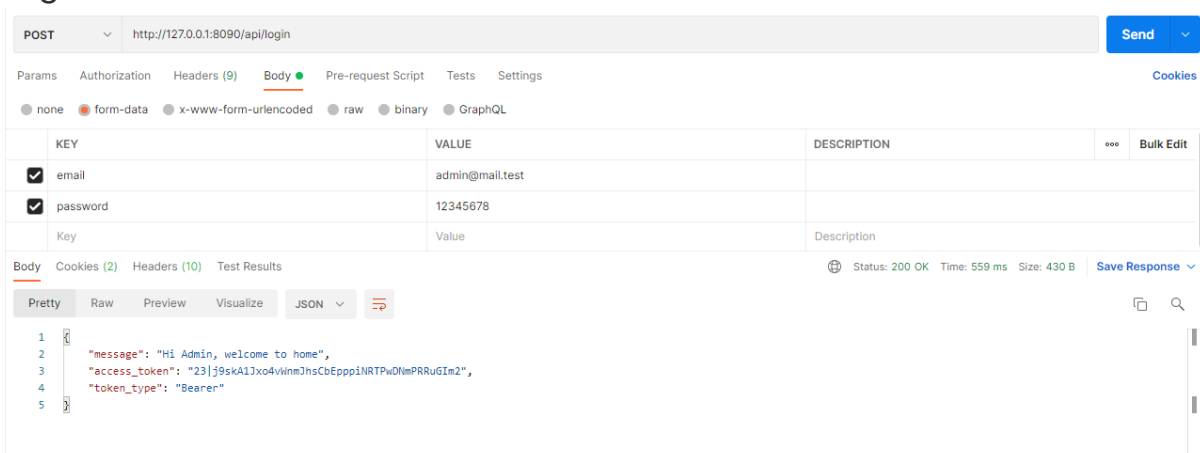 POST http://127.0.0.1:8090/api/login Send
Params Authorization Headers (9) Body Pre-request Script Tests Settings Cookies
none form-data x-www-form-urlencoded raw binary GraphQL
KEY VALUE DESCRIPTION ooo Bulk Edit
email admin@mail.test
password 12345678
Key Value Description
Body Cookies (2) Headers (10) Test Results Status: 200 OK Time: 559 ms Size: 430 B Save Response
Pretty Raw Preview Visualize JSON
1 {
2 "message": "Hi Admin, welcome to home",
3 "access_token": "23|j9skA1Jxo4vWnmJhsCbEpppiNRTPwDNmPRRuGIm2",
4 "token_type": "Bearer"
5 }